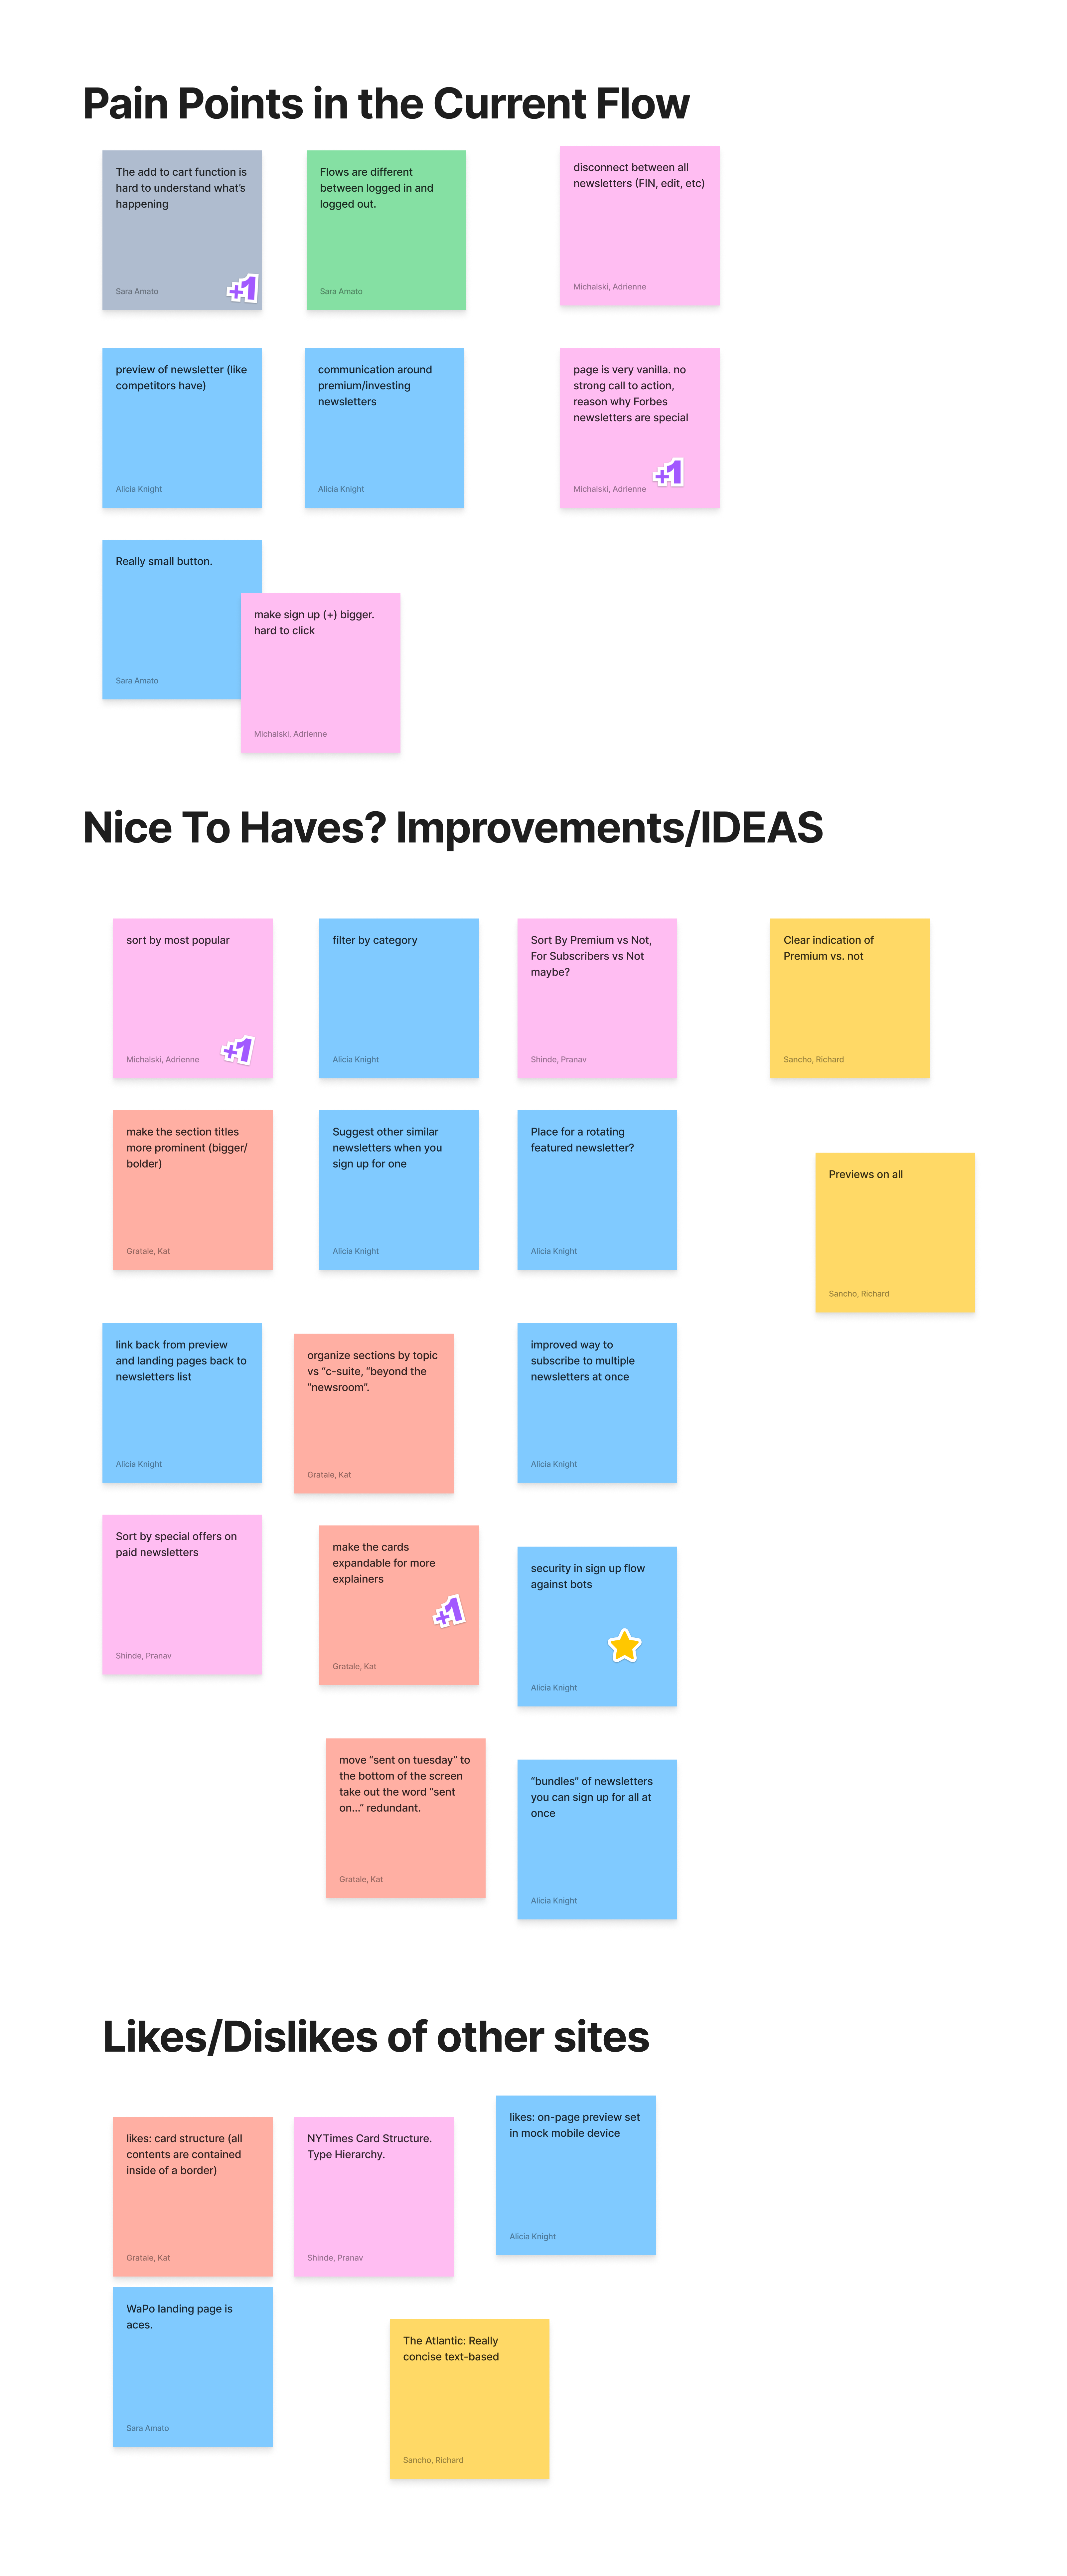 Pain Points in the Current Flow
The add to cart function is
hard to understand what's
happening
Sara Amato
+1
Flows are different
between logged in and
logged out.
Sara Amato
disconnect between all
newsletters (FIN, edit, etc)
Michalski, Adrienne
preview of newsletter (like
competitors have)
Alicia Knight
communication around
premium/investing
newsletters
Alicia Knight
page is very vanilla. no
strong call to action,
reason why Forbes
newsletters are special
Michalski, Adrienne
+1
Really small button.
Sara Amato
make sign up (+) bigger.
hard to click
Michalski, Adrienne
Nice To Haves? Improvements/IDEAS
sort by most popular
Michalski, Adrienne
+1
filter by category
Alicia Knight
Sort By Premium vs Not,
For Subscribers vs Not
maybe?
Shinde, Pranav
Clear indication of
Premium vs. not
Sancho, Richard
make the section titles
more prominent (bigger/
bolder)
Gratale, Kat
Suggest other similar
newsletters when you
sign up for one
Alicia Knight
Place for a rotating
featured newsletter?
Alicia Knight
Previews on all
Sancho, Richard
link back from preview
and landing pages back to
newsletters list
Alicia Knight
organize sections by topic
vs "c-suite, "beyond the
"newsroom".
Gratale, Kat
improved way to
subscribe to multiple
newsletters at once
Alicia Knight
Sort by special offers on
paid newsletters
Shinde, Pranav
make the cards
expandable for more
explainers
+1
Gratale, Kat
security in sign up flow
against bots
Alicia Knight
move "sent on tuesday" to
the bottom of the screen
take out the word "sent
on..." redundant.
Gratale, Kat
"bundles" of newsletters
you can sign up for all at
once
Alicia Knight
Likes/Dislikes of other sites
likes: card structure (all
contents are contained
inside of a border)
Gratale, Kat
NYTimes Card Structure.
Type Hierarchy.
Shinde, Pranav
likes: on-page preview set
in mock mobile device
Alicia Knight
WaPo landing page is
aces.
Sara Amato
The Atlantic: Really
concise text-based
Sancho, Richard